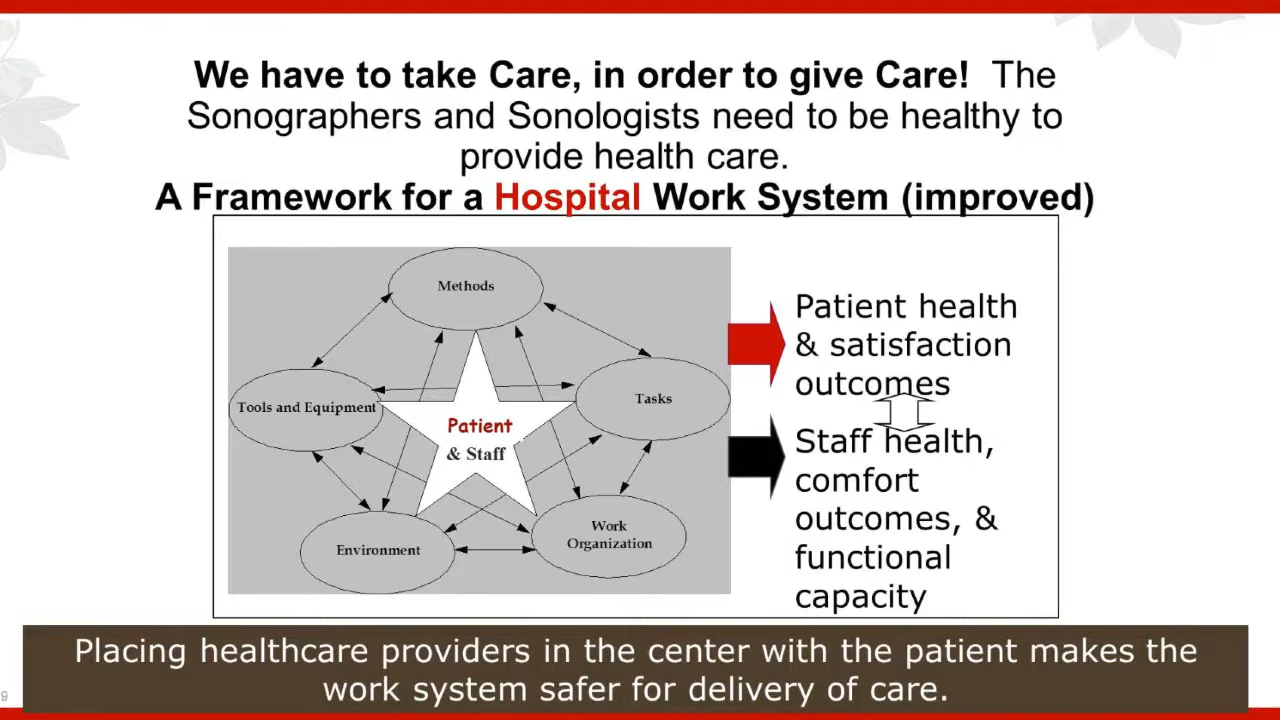 We have to take Care, in order to give Care! The
Sonographers and Sonologists need to be healthy to
provide health care.
A Framework for a Hospital Work System (improved)
Methods
Tools and Equipment
Tasks
Patient
& Staff
Environment
Work
Organization
Patient health
& satisfaction
outcomes
Staff health,
comfort
outcomes, &
functional
capacity
Placing healthcare providers in the center with the patient makes the
work system safer for delivery of care.
9